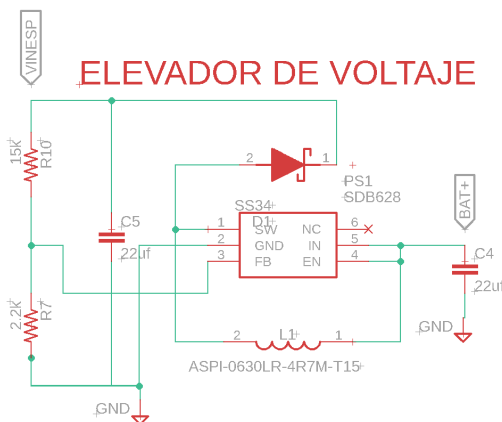 VINESP
ELEVADOR DE VOLTAJE
15k
R10
2
1
PS1
SDB628
SS34
D1
BAT+
C5
22uf
1
SW
NC
6
2
GND
IN
5
3
FB
EN
4
C4
22uf
2.2k
R7
2
L1
1
GND
ASPI-0630LR-4R7M-T15
GND